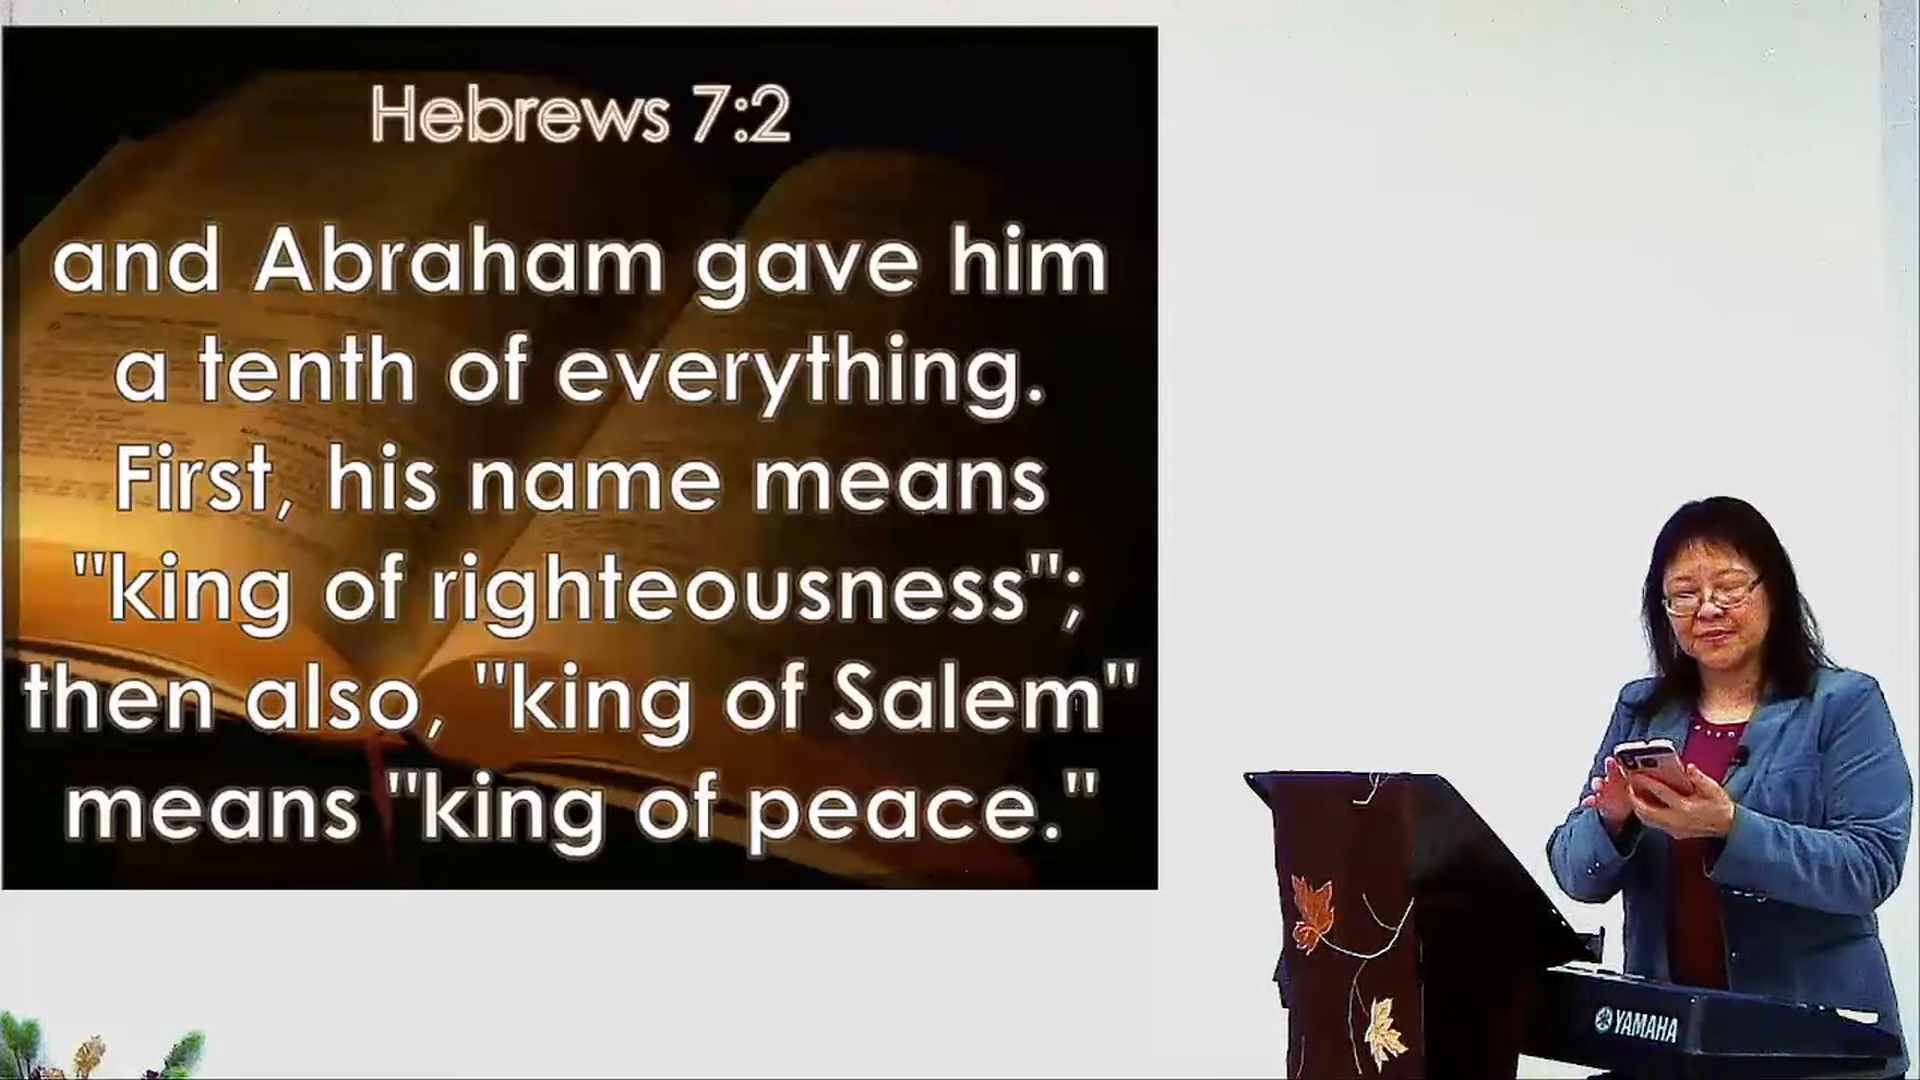 Hebrews 7:2
and Abraham gave him
a tenth of everything.
First, his name means
"king of righteousness";
then also, "king of Salem"
means "king of peace."
YAMAHA